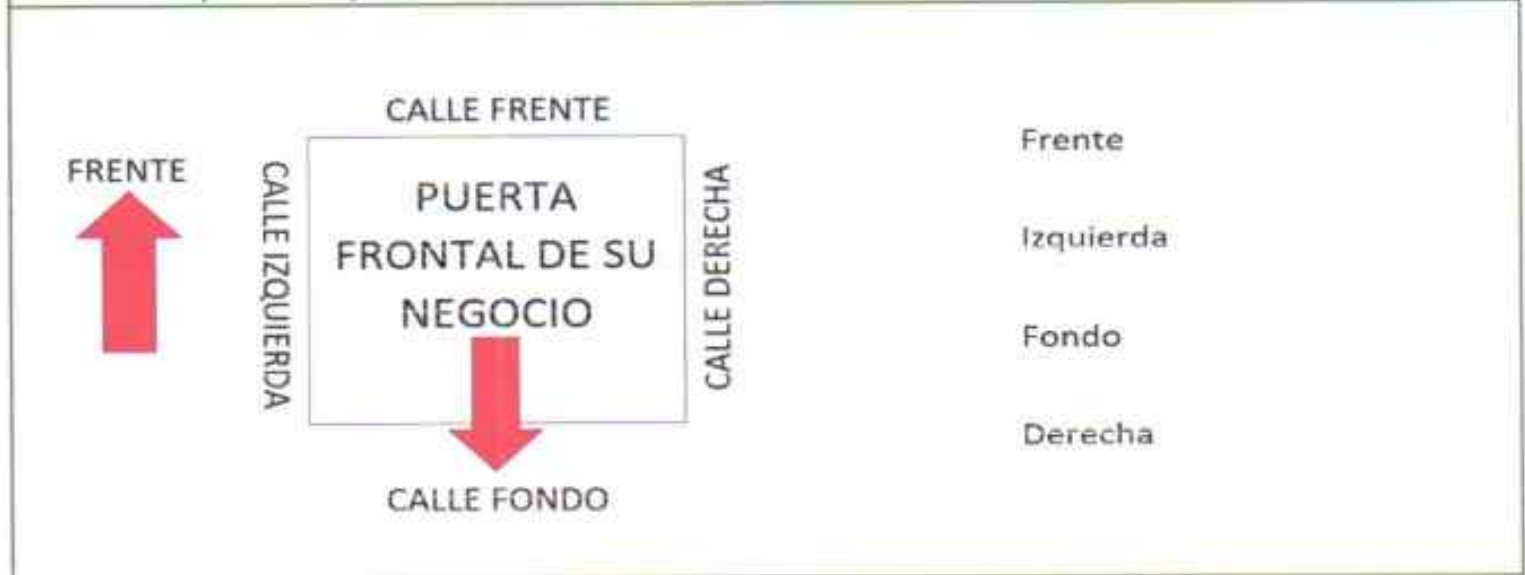 CALLE FRENTE
FRENTE
CALLE IZQUIERDA
PUERTA
FRONTAL DE SU
NEGOCIO
CALLE DERECHA
CALLE FONDO
Frente
Izquierda
Fondo
Derecha